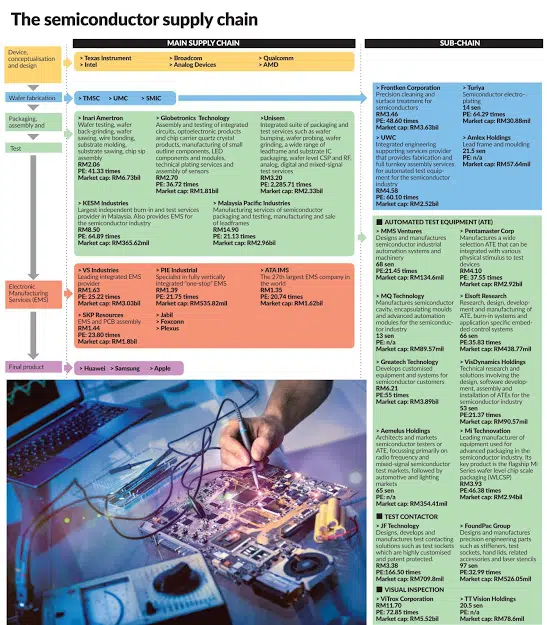 The semiconductor supply chain
MAIN SUPPLY CHAIN
SUB-CHAIN
Device,
conceptualisation
and design
> Texas Instrument
> Intel
> Broadcom
> Analog Devices
> Qualcomm
> AMD
Wafer fabrication
> TMSC > UMC > SMIC
Packaging,
assembly and
Test
> Inari Amertron
Wafer testing, wafer
back-grinding, wafer
sawing, wire bonding,
substrate molding,
substrate sawing, chip sip
assembly
RM2.06
PE: 41.33 times
Market cap: RM6.73bil
> Globetronics Technology
Assembly and testing of integrated
circuits, optoelectronic products
and chip carrier quartz crystal
products, manufacturing of small
outline components, LED
components and modules,
technical plating services and
assembly of sensors
RM2.70
PE: 36.72 times
Market cap: RM1.81bil
> Unisem
Integrated suite of packaging and
test services such as wafer
bumping, wafer probing, wafer
grinding, a wide range of
leadframe and substrate IC
packaging, wafer level CSP and RF,
analog, digital and mixed-signal
test services
RM3.20
PE: 2,285.71 times
Market cap: RM2.33bil
> KESM Industries
Largest independent burn-in and test services
provider in Malaysia. Also provides EMS for the
semiconductor industry
RM8.50
PE: 64.89 times
Market cap: RM365.62mil
> Malaysia Pacific Industries
Manufacturing services of semiconductor
packaging and testing, manufacturing and sale
of leadframes
RM14.90
PE: 21.13 times
Market cap: RM2.96bil
Electronic
Manufacturing
Services (EMS)
> VS Industries
Leading integrated EMS
provider
RM1.63
PE: 25.22 times
Market cap: RM3.03bil
> PIE Industrial
Specialist in fully vertically
integrated "one-stop" EMS
RM1.39
PE: 21.75 times
Market cap: RM535.82mil
> ATA IMS
The 27th largest EMS company in
the world
RM1.35
PE: 20.74 times
Market cap: RM1.62bil
> SKP Resources
EMS and PCB assembly
RM1.44
PE: 23.80 times
Market cap: RM1.8bil
> Jabil
> Foxconn
> Plexus
Final product
> Huawei > Samsung > Apple
> Frontken Corporation
Precision cleaning and
surface treatment for
semiconductors
RM3.46
PE: 48.60 times
Market cap: RM3.63bil
> Turiya
Semiconductor electro-
plating
14 sen
PE: 64.29 times
Market cap: RM30.88mil
> UWC
Integrated engineering
supporting services provider
that provides fabrication and
full turnkey assembly services
for automated test equip-
ment for the semiconductor
industry
RM4.58
PE: 60.10 times
Market cap: RM2.52bil
> Amlex Holdings
Lead frame and moulding
21.5 sen
PE: n/a
Market cap: RM57.64mil
AUTOMATED TEST EQUIPMENT (ATE)
> MMS Ventures
Designs and manufactures
semiconductor industrial
automation systems and
machinery
68 sen
PE:21.45 times
Market cap: RM134.6mil
> Pentamaster Corp
Manufactures a wide
selection ATE that can be
integrated with various
physical stimulus to test
devices
RM4.10
PE: 37.55 times
Market cap: RM2.92bil
> MQ Technology
Manufactures semiconductor
cavity, encapsulting moulds
and advanced automation
modules for the semiconduc-
tor industry
13 sen
PE: n/a
Market cap: RM89.57mil
> Elsoft Research
Research, design, develop-
ment and manufacturing of
ATE, burn-in systems and
application specific embed-
ded control systems
66 sen
PE:35.83 times
Market cap: RM438.77mil
> Greatech Technology
Develops customised
equipment and systems for
semiconductor customers
RM6.21
PE:55 times
Market cap: RM3.89bil
> VisDynamics Holdings
Technical research and
solutions involving the
design, software develop-
ment, assembly and
installation of ATEs for the
semiconductor industry
53 sen
PE:21.37 times
Market cap: RM90.57mil
> Aemelus Holdings
Architects and markets
semiconductor testers or
ATE, focussing primarily on
radio frequency and
mixed-signal semiconductor
test markets, followed by
automotive and lighting
markets
65 sen
PE: n/a
Market cap: RM354.41mil
> Mi Technovation
Leading manufacturer of
equipment used for
advanced packaging in the
semiconductor industry. Its
key product is the flagship Mi
Series wafer level chip scale
packaging (WLCSP)
RM3.93
PE:46.38 times
Market cap: RM2.94bil
TEST CONTACTOR
> JF Technology
Designs, develops and
manufactures test contacting
solutions such as test sockets
which are highly customised
and patent protected.
RM3.38
PE:166.50 times
Market cap: RM709.8mil
> FoundPac Group
Designs and manufactures
precision engineering parts
such as stiffeners, test
sockets, hand lids, related
accessories and laser stencils
97 sen
PE:32.99 times
Market cap: RM526.05mil
VISUAL INSPECTION
> ViTrox Corporation
RM11.70
PE: 72.85 times
Market cap: RM5.52bil
> TT Vision Holdings
20.5 sen
PE: n/a
Market cap: RM78.6mil